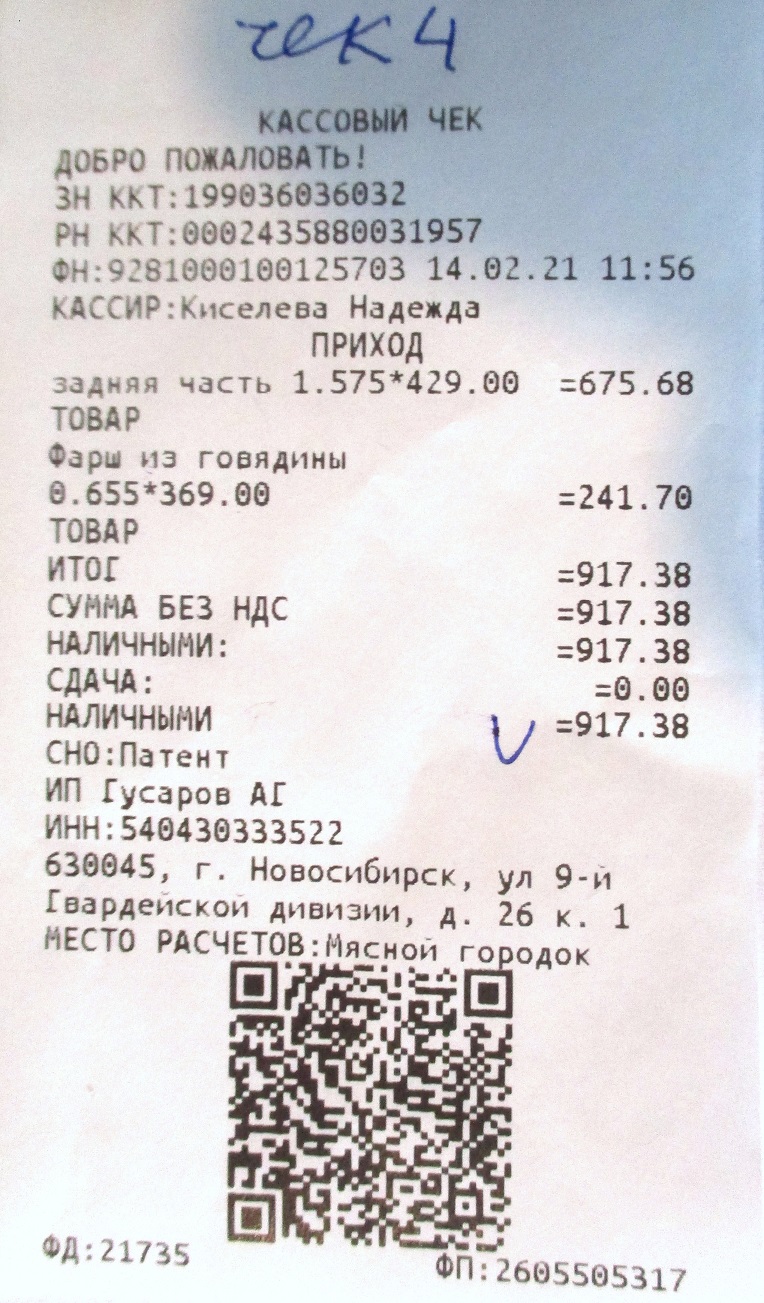 чек 4
КАССОВЫЙ ЧЕК
ДОБРО ПОЖАЛОВАТЬ!
ЗН ККТ:199036036032
РН ККТ:0002435880031957
ФН:9281000100125703 14.02.21 11:56
КАССИР:Киселева Надежда
ПРИХОД
задняя часть 1.575*429.00 =675.68
ТОВАР
Фарш из говядины
0.655*369.00 =241.70
ТОВАР
ИТОГ =917.38
СУММА БЕЗ НДС =917.38
НАЛИЧНЫМИ: =917.38
СДАЧА: =0.00
НАЛИЧНЫМИ =917.38
СНО:Патент
ИП Гусаров АГ
ИНН:540430333522
630045, г. Новосибирск, ул 9-й
Гвардейской дивизии, д. 26 к. 1
МЕСТО РАСЧЕТОВ:Мясной городок
ФД:21735 ФП:2605505317